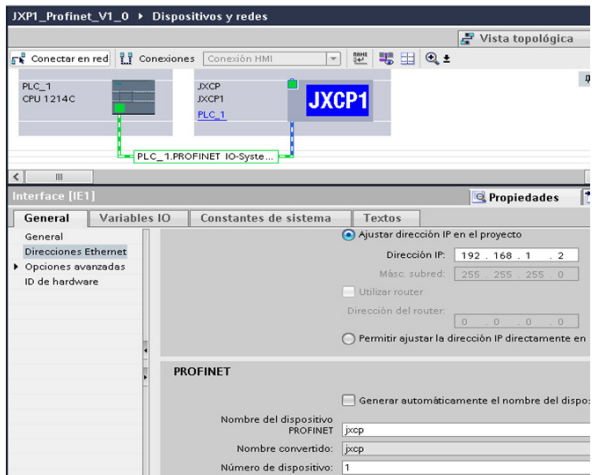 JXP1_Profinet_V1_0 ▸ Dispositivos y redes
Vista topológica
Conectar en red Conexiones Conexión HMI
PLC_1
CPU 1214C
JXCP
JXCP1
PLC_1
JXCP1
PLC_1.PROFINET IO-Syste...
Interface [IE1]
Propiedades
General Variables IO Constantes de sistema Textos
General
Direcciones Ethernet
Opciones avanzadas
ID de hardware
Ajustar dirección IP en el proyecto
Dirección IP: 192 . 168 . 1 . 2
Másc. subred: 255 . 255 . 255 . 0
Utilizar router
Dirección del router:
0 . 0 . 0 . 0
Permitir ajustar la dirección IP directamente en
PROFINET
Generar automáticamente el nombre del dispo
Nombre del dispositivo
PROFINET jxcp
Nombre convertido: jxcp
Número de dispositivo: 1